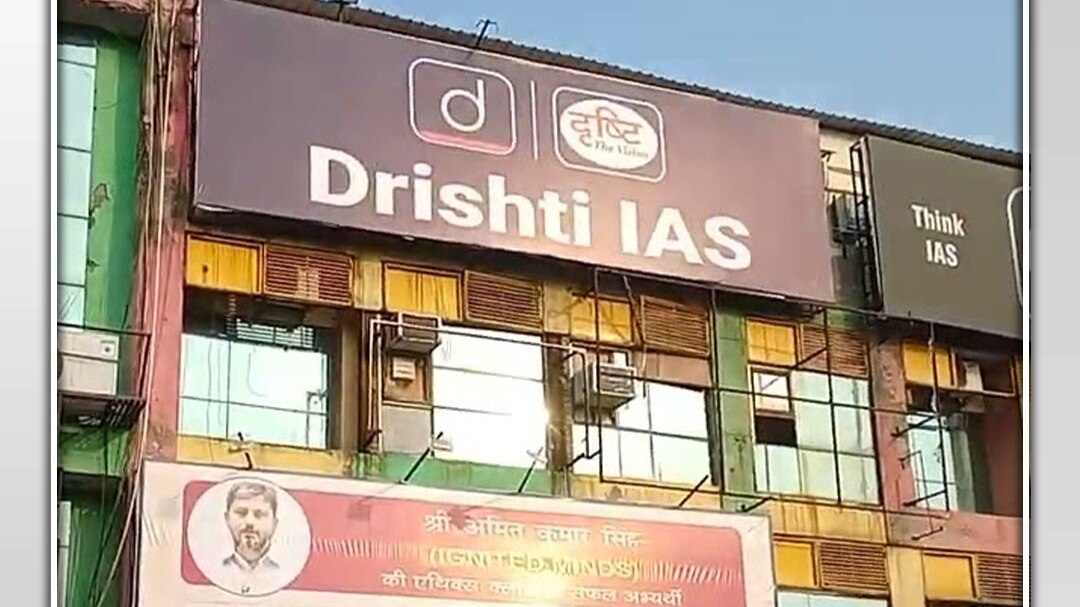 d
दृष्टि
The Vision
Drishti IAS
Think
IAS
श्री अमित कुमार सिंह
(IGNITED MINDS)
की एथिक्स सफल अभ्यर्थी